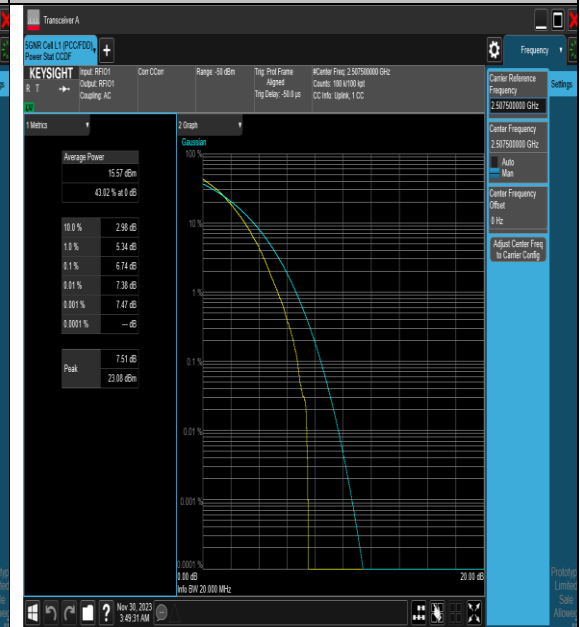 Transceiver A
5GNR Cell L1 (PCC/FDD),
Power Stat CCDF
Frequency
KEYSIGHT
R T
LW
Input: RFIO1
Output: RFIO1
Coupling: AC
Corr CCorr
Range: -50 dBm
Trig: Prot Frame
Aligned
Trig Delay: -50.0 µs
#Center Freq: 2.507500000 GHz
Counts: 100 k/100 kpt
CC Info: Uplink, 1 CC
Settings
Carrier Reference
Frequency
2.507500000 GHz
Center Frequency
2.507500000 GHz
Auto
Man
Center Frequency
Offset
0 Hz
Adjust Center Freq
to Carrier Config
1 Metrics
Average Power
15.57 dBm
43.02 % at 0 dB
10.0 % 2.98 dB
1.0 % 5.34 dB
0.1 % 6.74 dB
0.01 % 7.38 dB
0.001 % 7.47 dB
0.0001 % --- dB
Peak
7.51 dB
23.08 dBm
2 Graph
Gaussian
100 %
10 %
1 %
0.1 %
0.01 %
0.001 %
0.0001 %
0.00 dB
20.00 dB
Info BW 20.000 MHz
Nov 30, 2023
3:49:31 AM